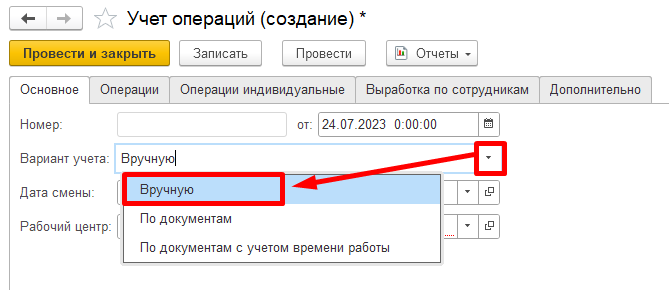 Учет операций (создание) *
Провести и закрыть Записать Провести Отчеты
Основное Операции Операции индивидуальные Выработка по сотрудникам Дополнительно
Номер: от: 24.07.2023 0:00:00
Вариант учета: Вручную
Дата смены: Вручную
По документам
Рабочий центр: По документам с учетом времени работы